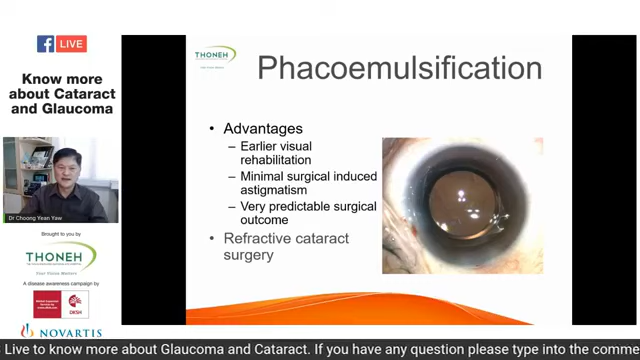 f LIVE
Know more
about Cataract
and Glaucoma
Dr Choong Yean Yaw
Brought to you by
THONEH
Your Vision Matters
A disease awareness campaign by
DKSH
NOVARTIS
THONEH
Phacoemulsification
• Advantages
– Earlier visual
rehabilitation
– Minimal surgical induced
astigmatism
– Very predictable surgical
outcome
• Refractive cataract
surgery
Live to know more about Glaucoma and Cataract. If you have any question please type into the comme